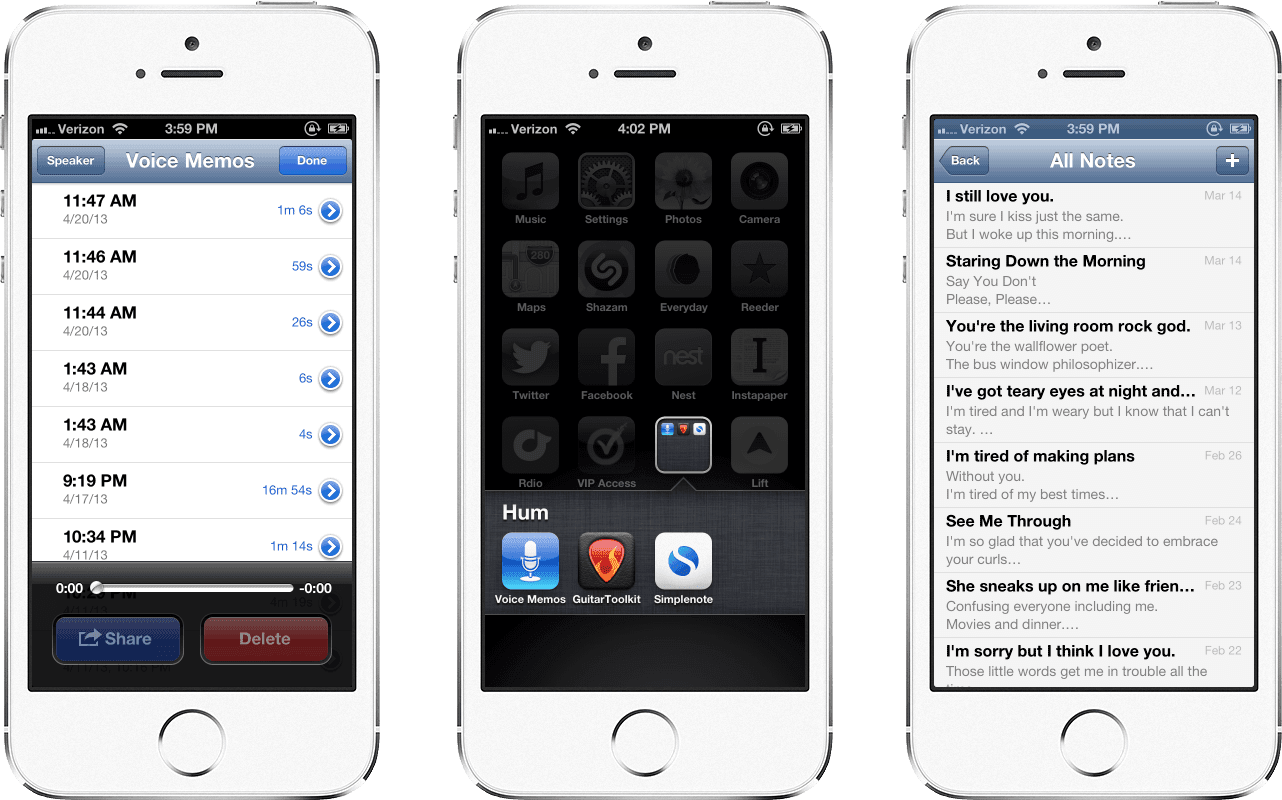 Verizon 3:59 PM
Speaker Voice Memos Done
11:47 AM
4/20/13
1m 6s
11:46 AM
4/20/13
59s
11:44 AM
4/20/13
26s
1:43 AM
4/18/13
6s
1:43 AM
4/18/13
4s
9:19 PM
4/17/13
16m 54s
10:34 PM
4/11/13
1m 14s
0:00 -0:00
10:29 PM
4m 19s
Share Delete
Verizon 4:02 PM
Music Settings Photos Camera
280
Maps Shazam Everyday Reeder
nest
Twitter Facebook Nest Instapaper
Rdio VIP Access Lift
Hum
Voice Memos GuitarToolkit Simplenote
Verizon 3:59 PM
Back All Notes +
I still love you. Mar 14
I'm sure I kiss just the same.
But I woke up this morning....
Staring Down the Morning Mar 14
Say You Don't
Please, Please...
You're the living room rock god. Mar 13
You're the wallflower poet.
The bus window philosophizer....
I've got teary eyes at night and... Mar 12
I'm tired and I'm weary but I know that I can't
stay. ...
I'm tired of making plans Feb 26
Without you.
I'm tired of my best times...
See Me Through Feb 24
I'm so glad that you've decided to embrace
your curls...
She sneaks up on me like frien... Feb 23
Confusing everyone including me.
Movies and dinner....
I'm sorry but I think I love you. Feb 22
Those little words get me in trouble all the